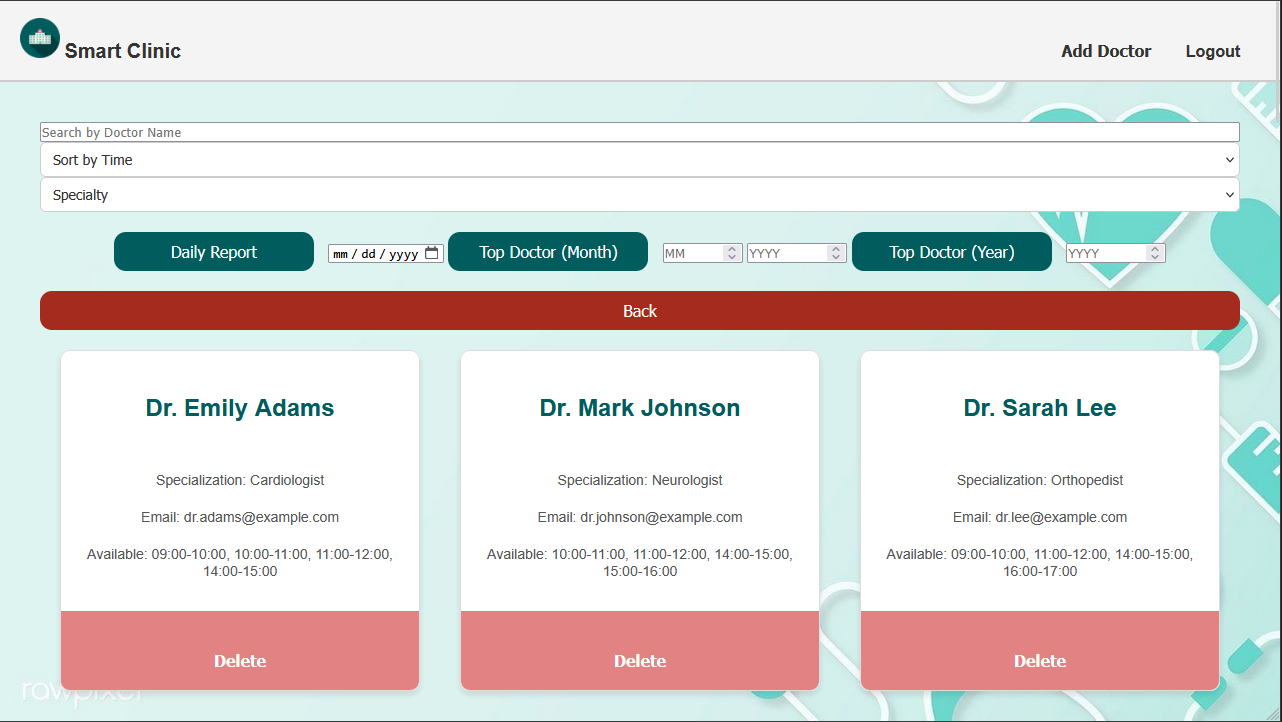 Smart Clinic
Add Doctor Logout
Search by Doctor Name
Sort by Time
Specialty
Daily Report mm / dd / yyyy Top Doctor (Month) MM YYYY Top Doctor (Year) YYYY
Back
Dr. Emily Adams
Specialization: Cardiologist
Email: dr.adams@example.com
Available: 09:00-10:00, 10:00-11:00, 11:00-12:00,
14:00-15:00
Delete
Dr. Mark Johnson
Specialization: Neurologist
Email: dr.johnson@example.com
Available: 10:00-11:00, 11:00-12:00, 14:00-15:00,
15:00-16:00
Delete
Dr. Sarah Lee
Specialization: Orthopedist
Email: dr.lee@example.com
Available: 09:00-10:00, 11:00-12:00, 14:00-15:00,
16:00-17:00
Delete
rawpixel